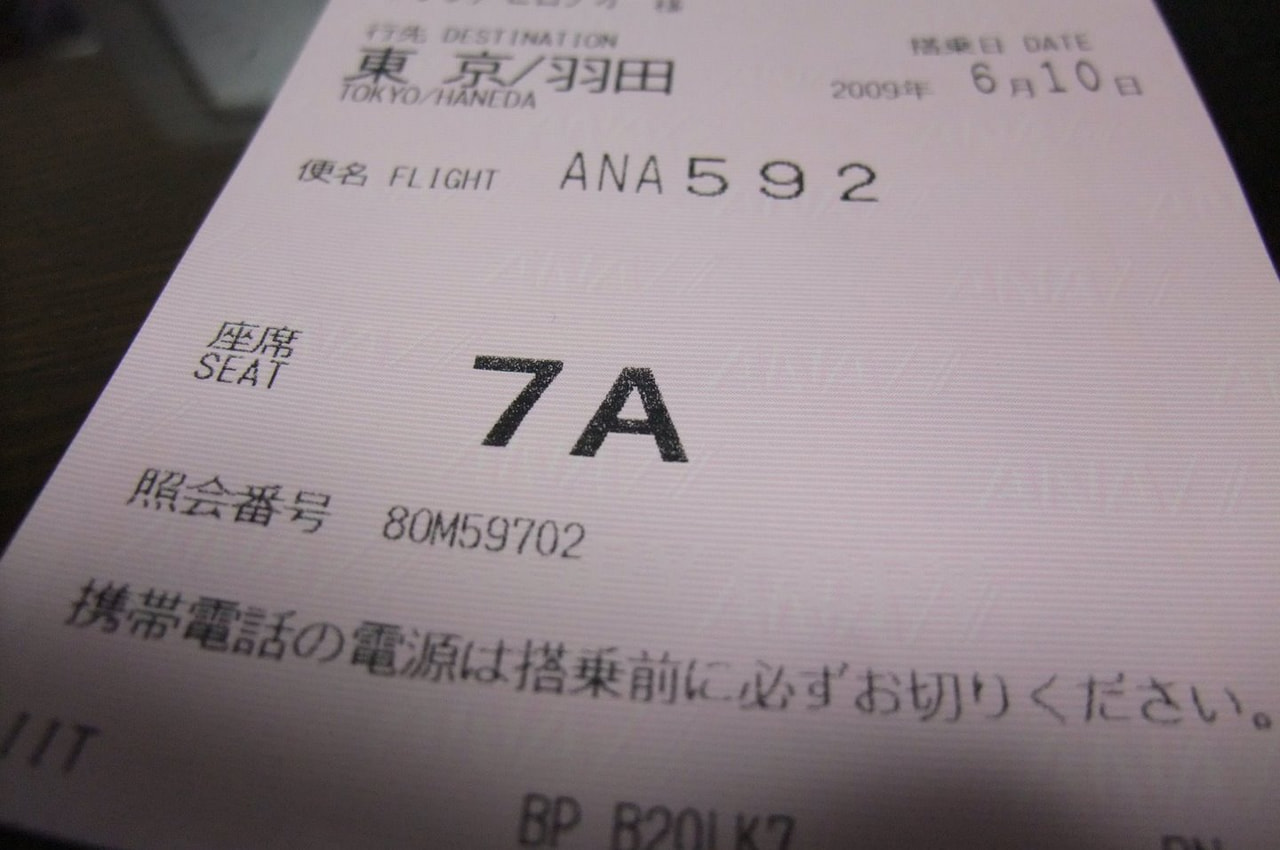 様
行先 DESTINATION
東 京/羽田
TOKYO/HANEDA
搭乗日 DATE
2009年 6月10日
便名 FLIGHT ANA592
座席
SEAT
7A
照会番号 80M59702
携帯電話の電源は搭乗前に必ずお切りください。
BP B20LK7